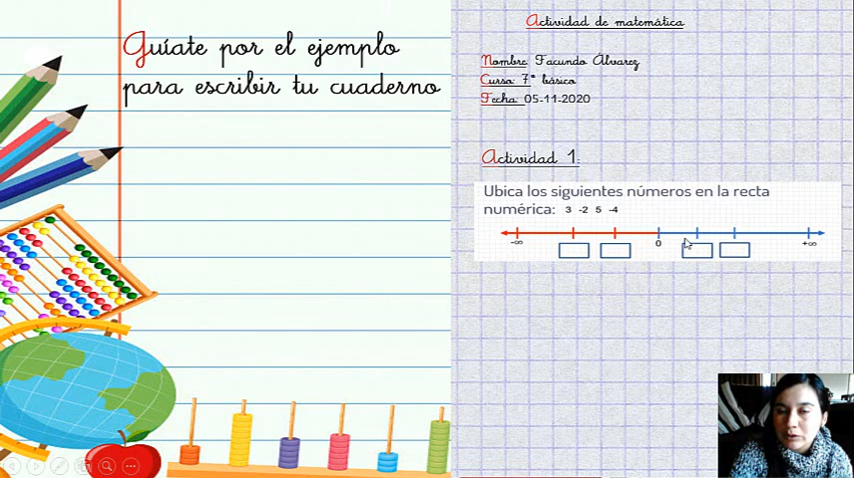 Guíate por el ejemplo
para escribir tu cuaderno
Actividad de matemática
Nombre: Facundo Álvarez
Curso: 7° básico
Fecha: 05-11-2020
Actividad 1:
Ubica los siguientes números en la recta
numérica: 3 -2 5 -4
-∞ 0 +∞